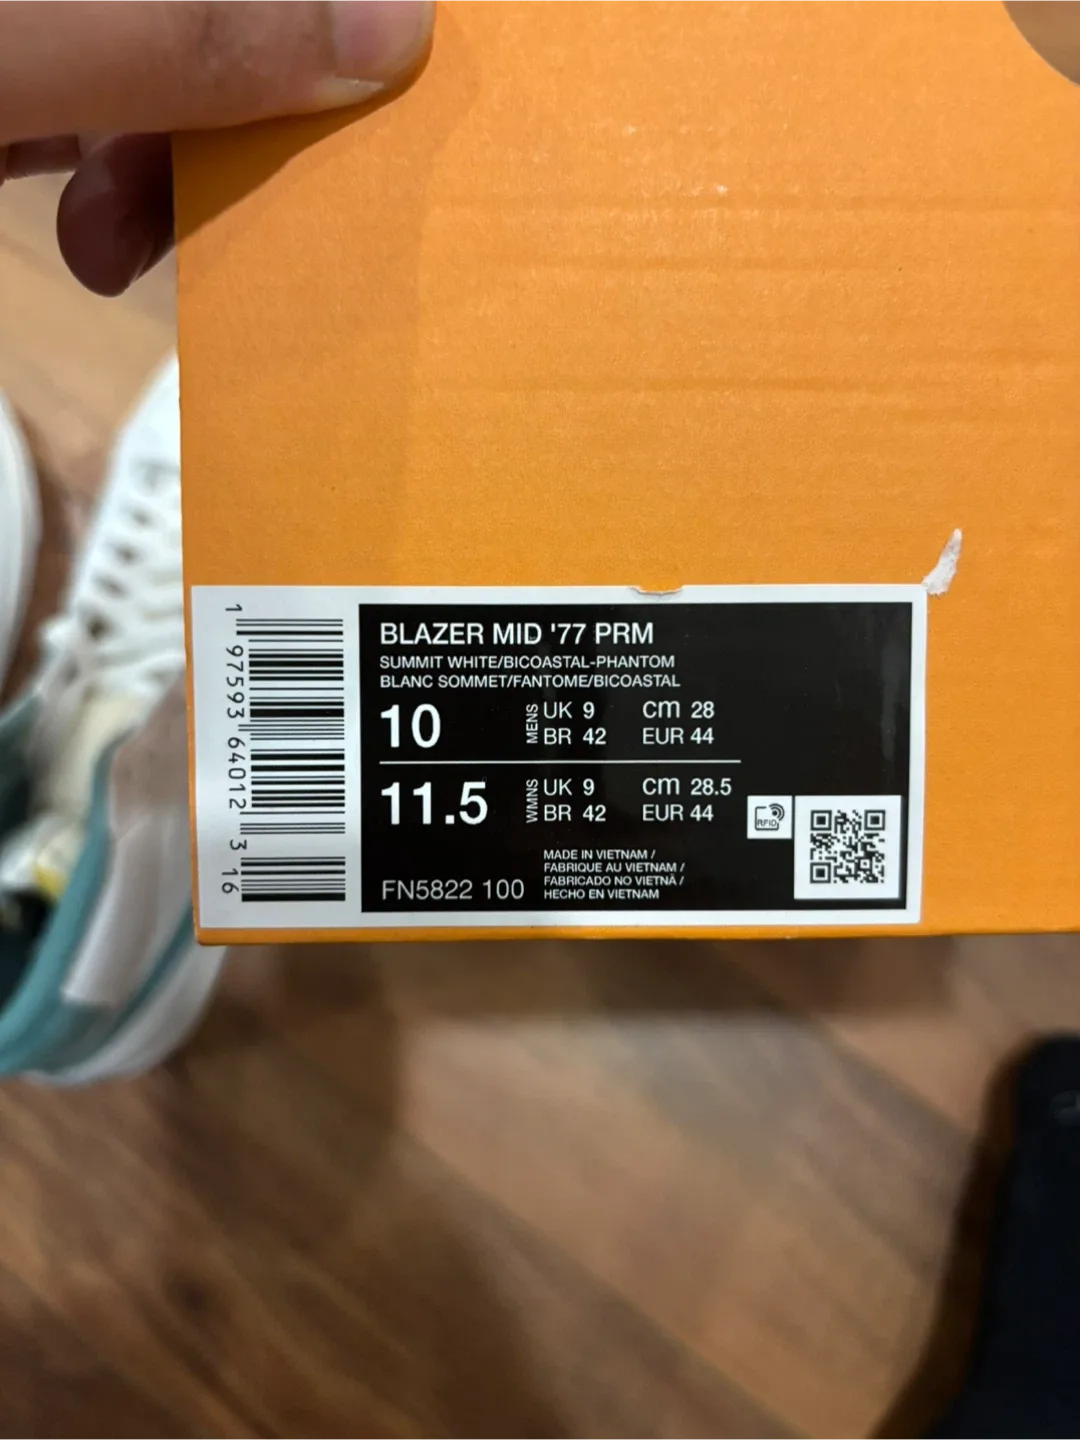 1 97593 64012 3 16
BLAZER MID '77 PRM
SUMMIT WHITE/BICOASTAL-PHANTOM
BLANC SOMMET/FANTOME/BICOASTAL
10 MENS UK 9 cm 28
BR 42 EUR 44
11.5 WMNS UK 9 cm 28.5
BR 42 EUR 44
RFID
MADE IN VIETNAM /
FABRIQUE AU VIETNAM /
FABRICADO NO VIETNÃ /
HECHO EN VIETNAM
FN5822 100